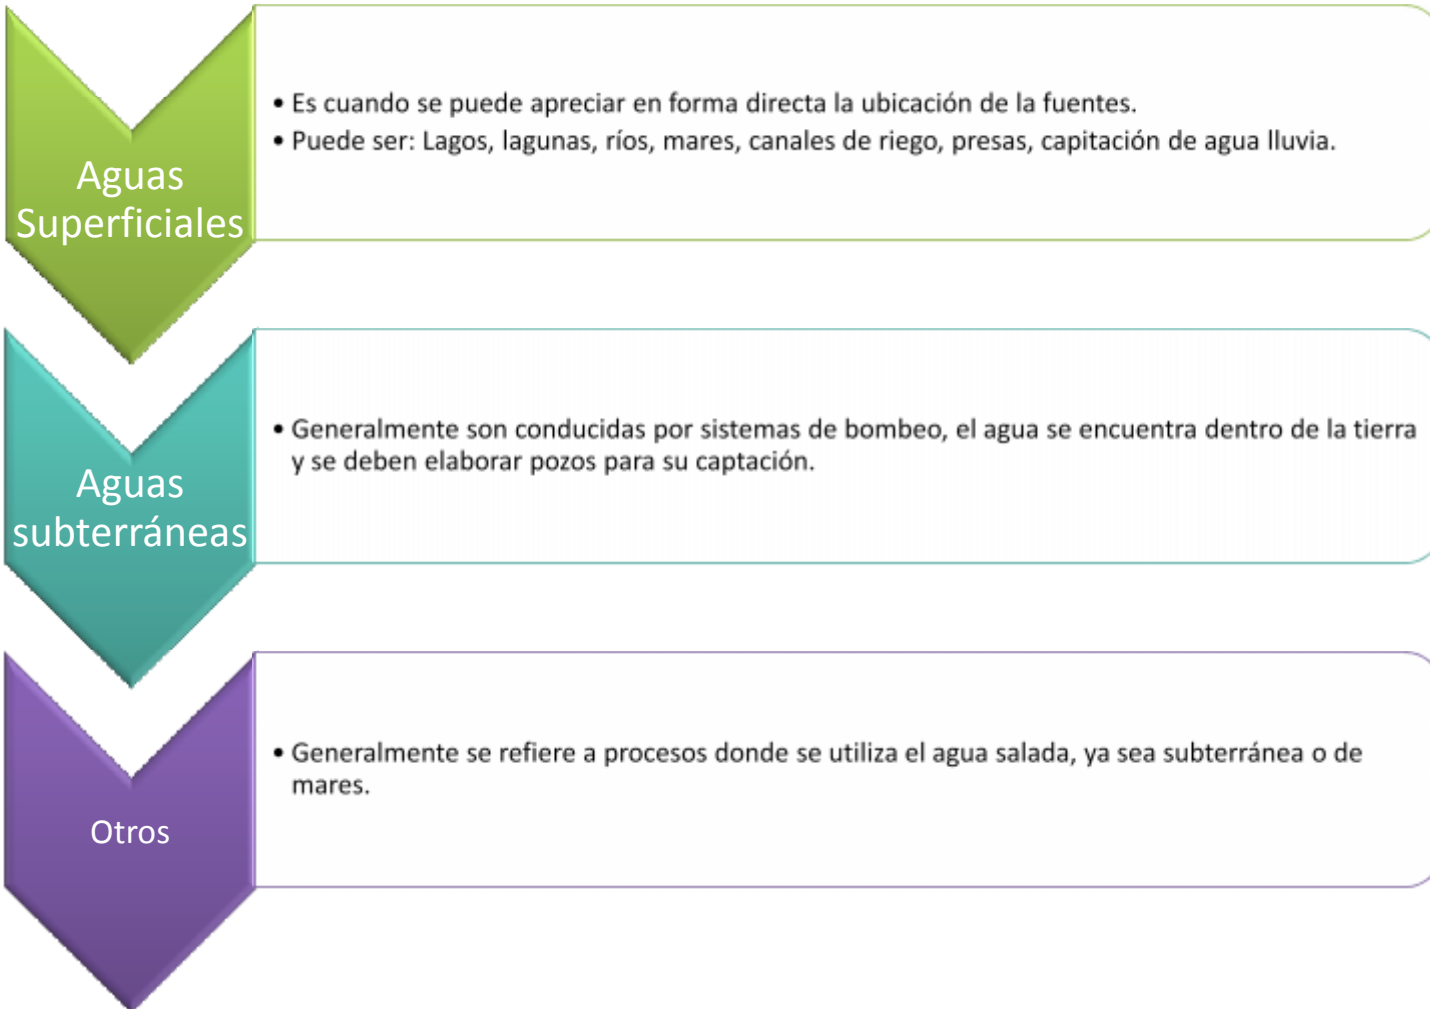 Aguas
Superficiales
• Es cuando se puede apreciar en forma directa la ubicación de la fuentes.
• Puede ser: Lagos, lagunas, ríos, mares, canales de riego, presas, capitación de agua lluvia.
Aguas
subterráneas
• Generalmente son conducidas por sistemas de bombeo, el agua se encuentra dentro de la tierra
y se deben elaborar pozos para su captación.
Otros
• Generalmente se refiere a procesos donde se utiliza el agua salada, ya sea subterránea o de
mares.